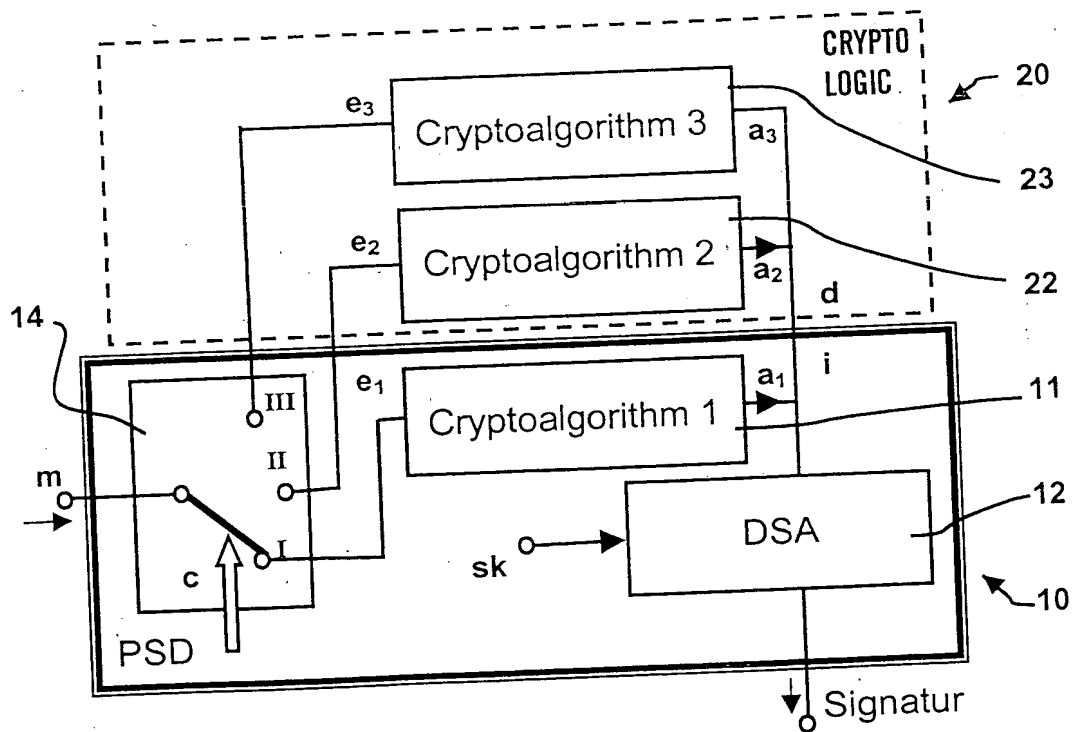 CRYPTO
LOGIC
20
e3
Cryptoalgorithm 3
a3
23
e2
Cryptoalgorithm 2
a2
22
d
14
i
e1
Cryptoalgorithm 1
a1
11
III
II
m
I
c
sk
DSA
12
10
PSD
Signatur